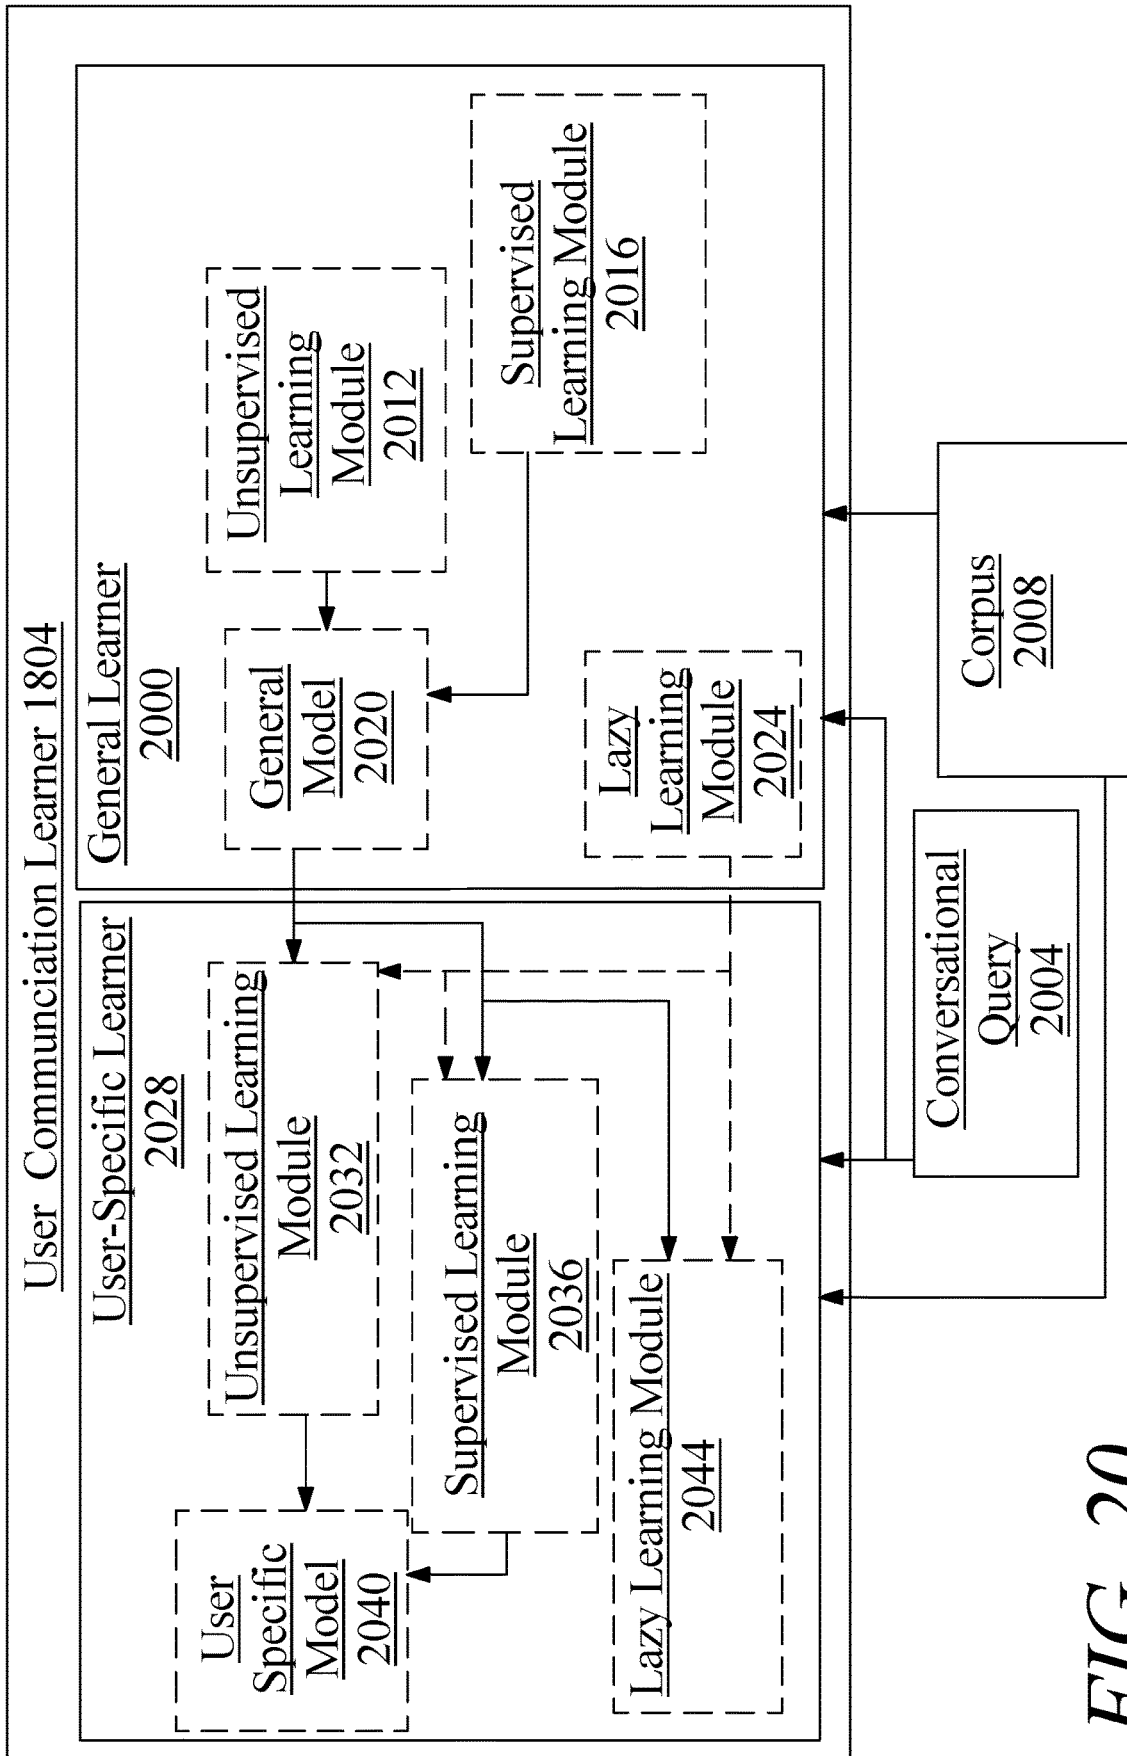 User Communciation Learner 1804
User-Specific Learner
2028
General Learner
2000
User
Specific
Model
2040
Unsupervised Learning
Module
2032
General
Model
2020
Unsupervised
Learning
Module
2012
Supervised Learning
Module
2036
Supervised
Learning Module
2016
Lazy Learning Module
2044
Lazy
Learning
Module
2024
Conversational
Query
2004
Corpus
2008
FIG. 20